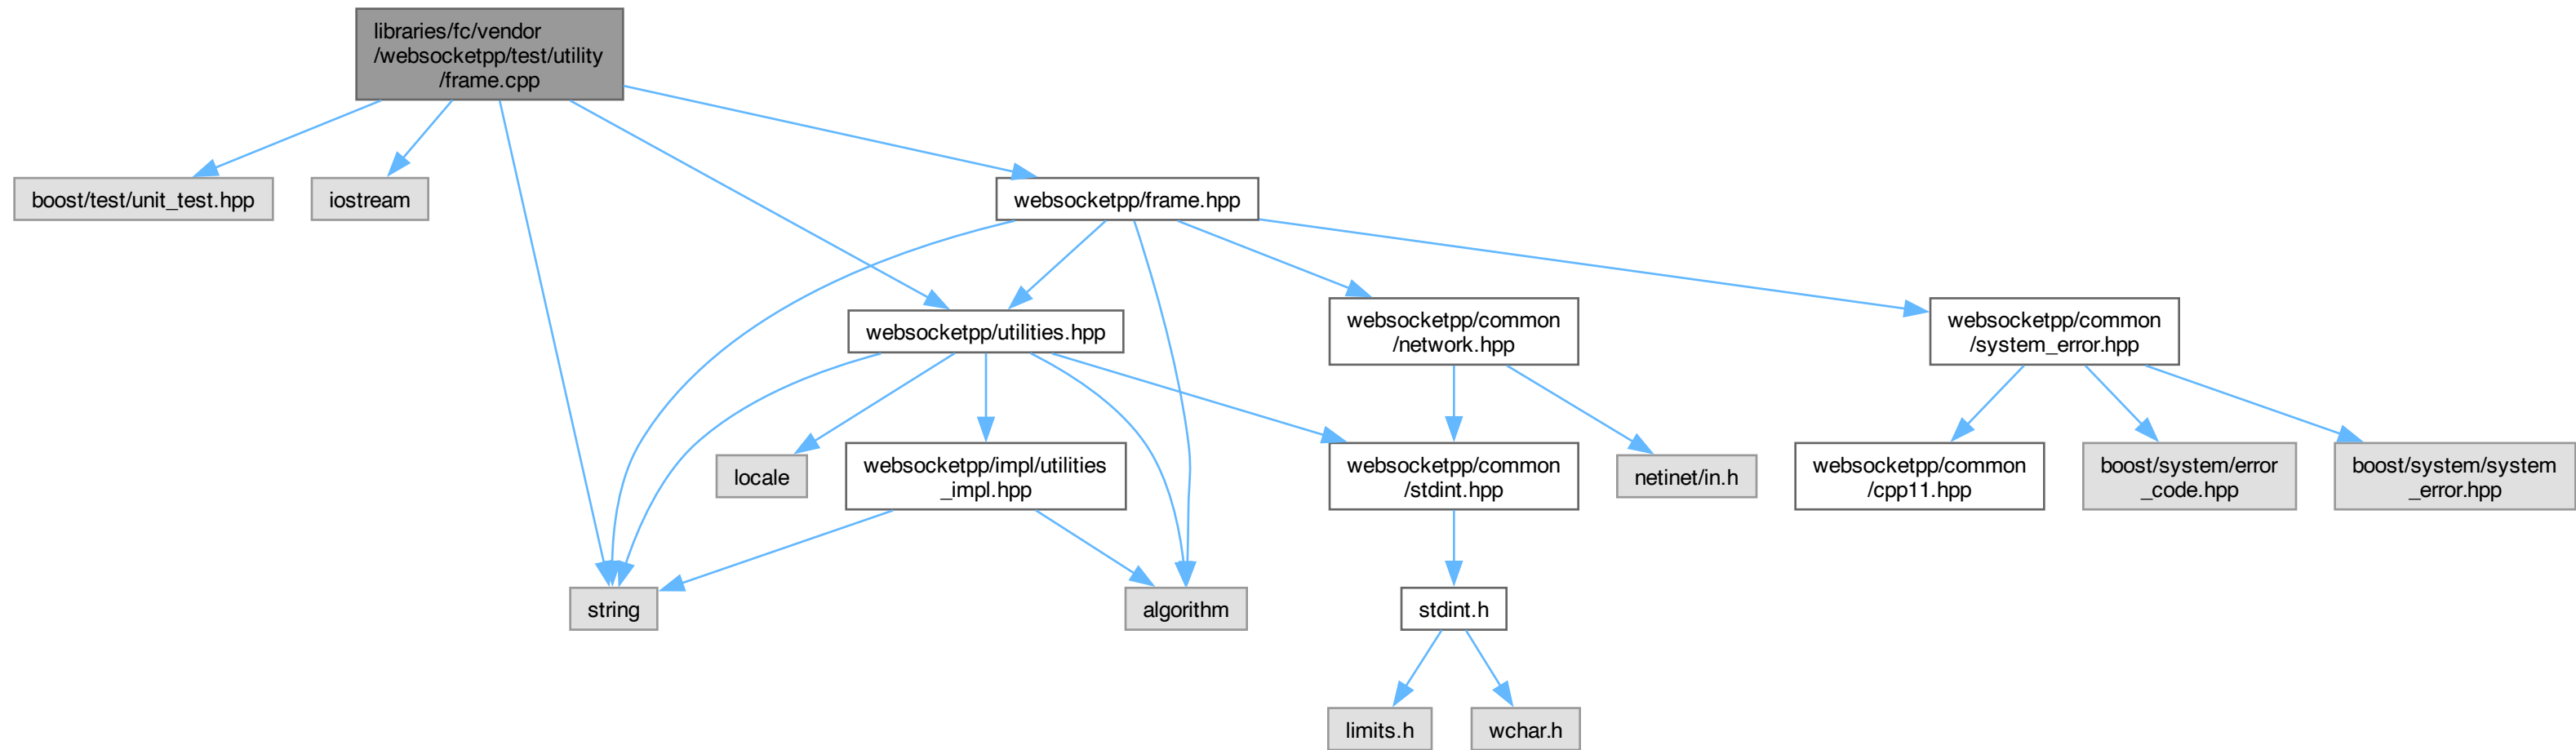 libraries/fc/vendor
/websocketpp/test/utility
/frame.cpp
boost/test/unit_test.hpp
iostream
websocketpp/frame.hpp
websocketpp/utilities.hpp
websocketpp/common
/network.hpp
websocketpp/common
/system_error.hpp
locale
websocketpp/impl/utilities
_impl.hpp
websocketpp/common
/stdint.hpp
netinet/in.h
websocketpp/common
/cpp11.hpp
boost/system/error
_code.hpp
boost/system/system
_error.hpp
string
algorithm
stdint.h
limits.h
wchar.h